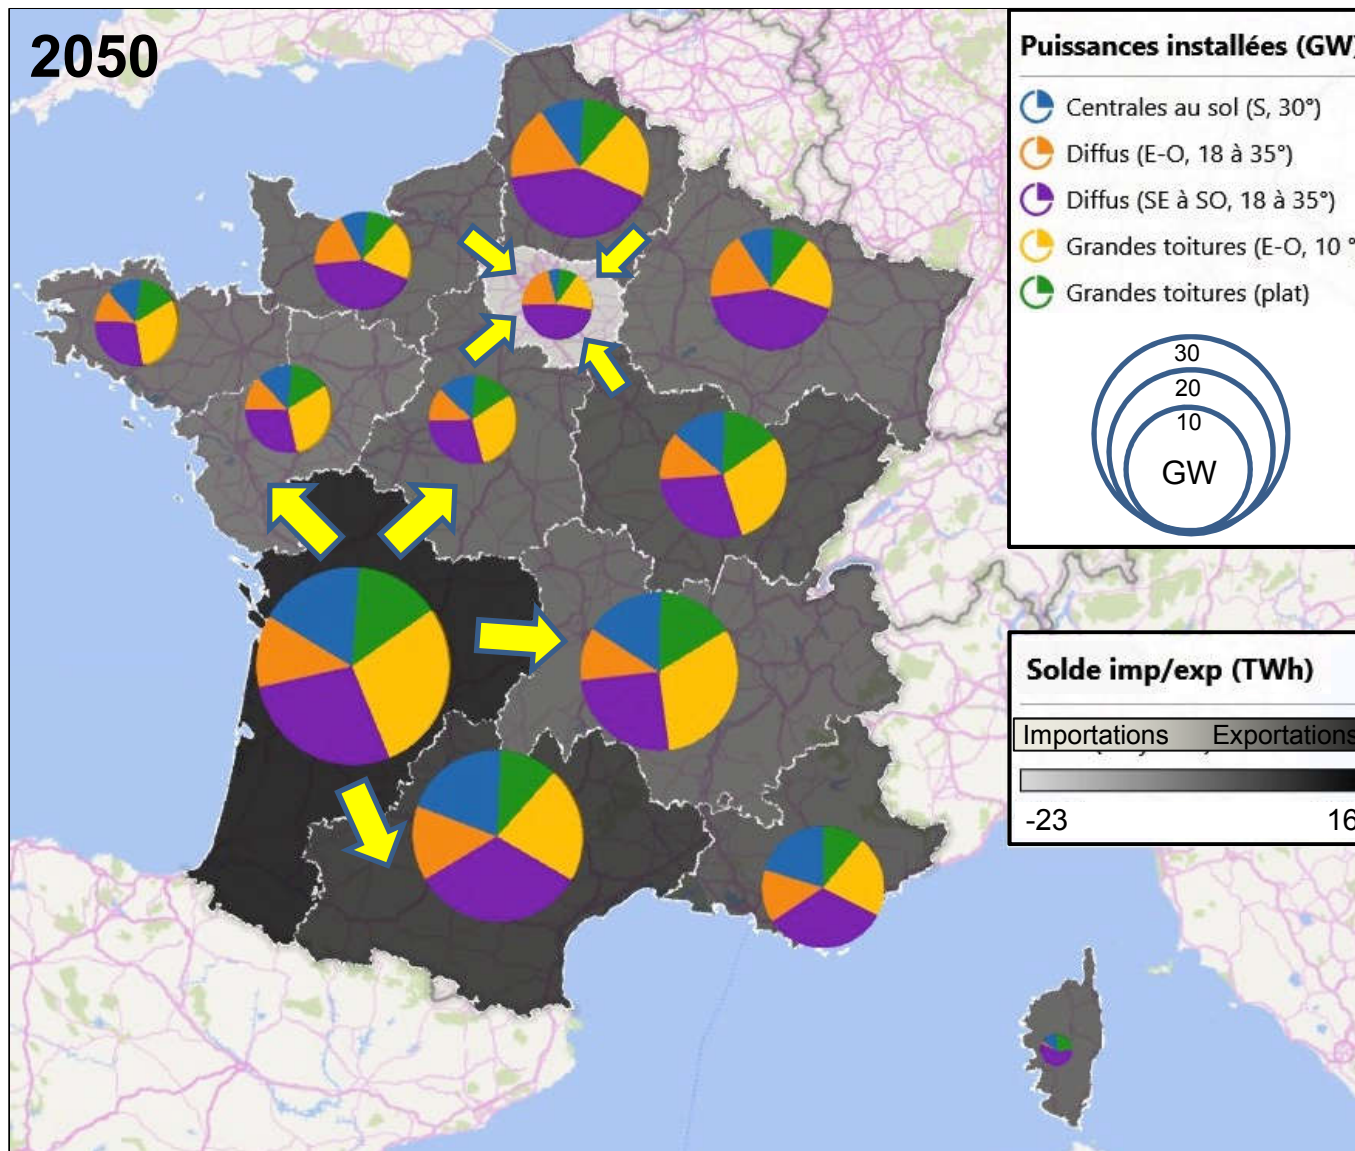 2050
Puissances installées (GW)
Centrales au sol (S, 30°)
Diffus (E-O, 18 à 35°)
Diffus (SE à SO, 18 à 35°)
Grandes toitures (E-O, 10 °
Grandes toitures (plat)
30
20
10
GW
Solde imp/exp (TWh)
Importations Exportations
-23 16